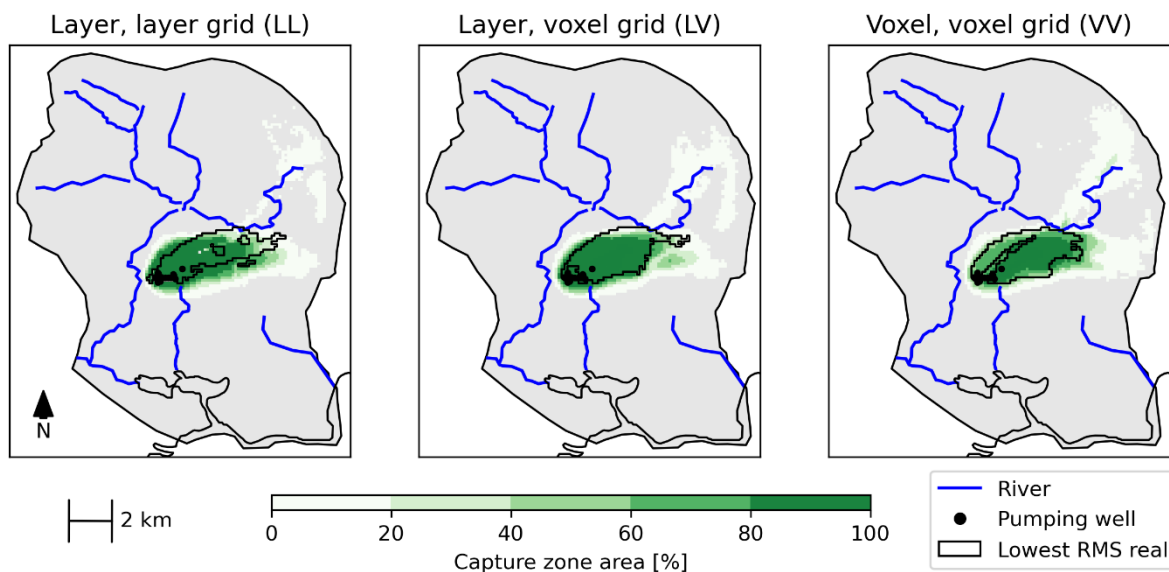 Layer, layer grid (LL)
Layer, voxel grid (LV)
Voxel, voxel grid (VV)
N
2 km
0 20 40 60 80 100
Capture zone area [%]
River
Pumping well
Lowest RMS real